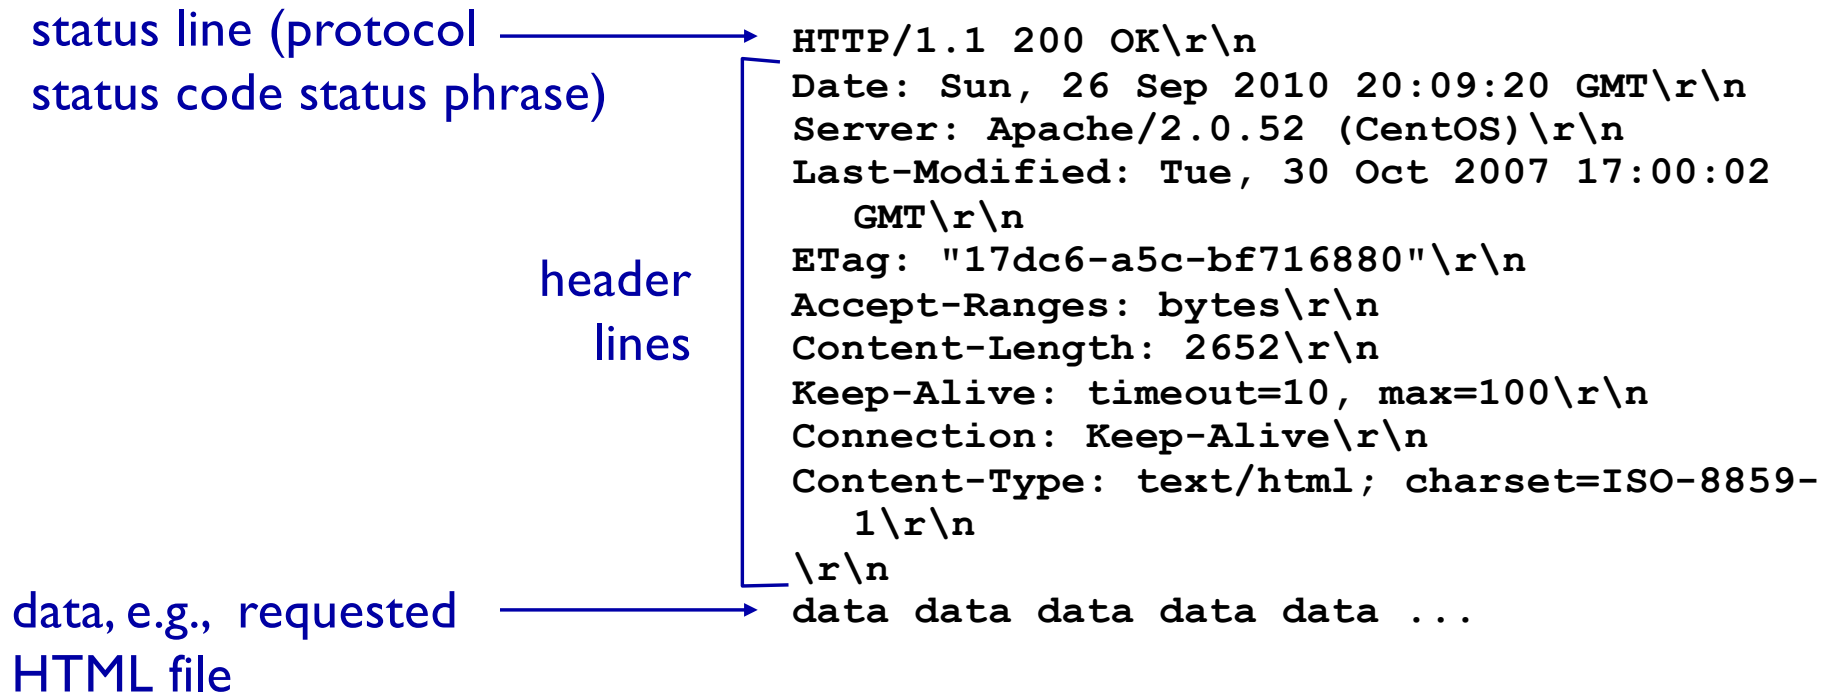 status line (protocol
status code status phrase)
HTTP/1.1 200 OK\r\n
Date: Sun, 26 Sep 2010 20:09:20 GMT\r\n
Server: Apache/2.0.52 (CentOS)\r\n
Last-Modified: Tue, 30 Oct 2007 17:00:02
GMT\r\n
ETag: "17dc6-a5c-bf716880"\r\n
Accept-Ranges: bytes\r\n
Content-Length: 2652\r\n
Keep-Alive: timeout=10, max=100\r\n
Connection: Keep-Alive\r\n
Content-Type: text/html; charset=ISO-8859-
1\r\n
\r\n
header
lines
data data data data data ...
data, e.g., requested
HTML file